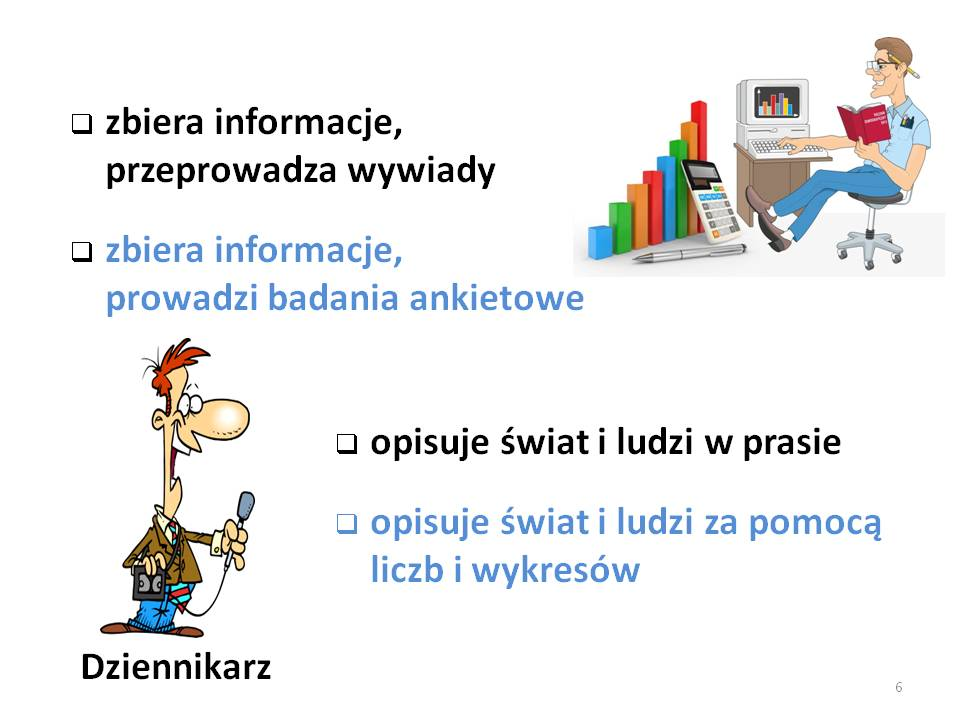 zbiera informacje,
przeprowadza wywiady
zbiera informacje,
prowadzi badania ankietowe
opisuje świat i ludzi w prasie
opisuje świat i ludzi za pomocą
liczb i wykresów
Dziennikarz
6